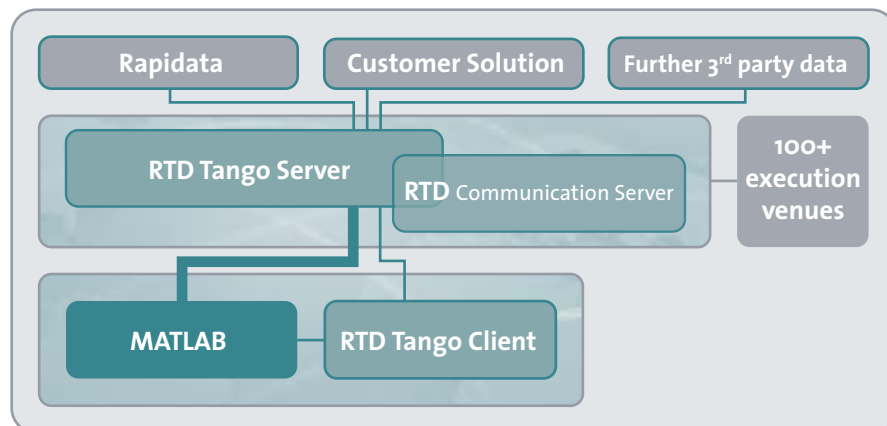 Rapidata
Customer Solution
Further 3rd party data
RTD Tango Server
RTD Communication Server
100+
execution
venues
MATLAB
RTD Tango Client